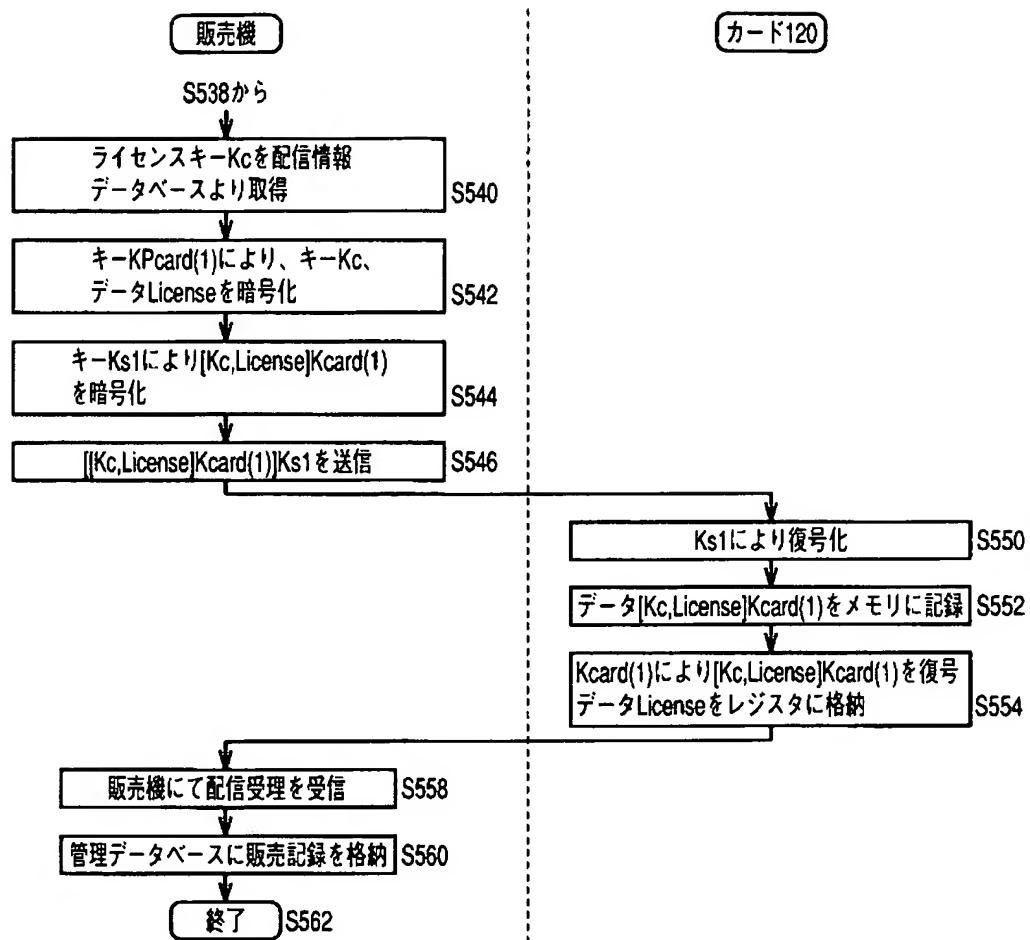 販売機
カード120
S538から
ライセンスキーKcを配信情報
データベースより取得
S540
キーKPcard(1)により、キーKc、
データLicenseを暗号化
S542
キーKs1により[Kc,License]Kcard(1)
を暗号化
S544
[[Kc,License]Kcard(1)]Ks1を送信
S546
Ks1により復号化
S550
データ[Kc,License]Kcard(1)をメモリに記録
S552
Kcard(1)により[Kc,License]Kcard(1)を復号
データLicenseをレジスタに格納
S554
販売機にて配信受理を受信
S558
管理データベースに販売記録を格納
S560
終了
S562